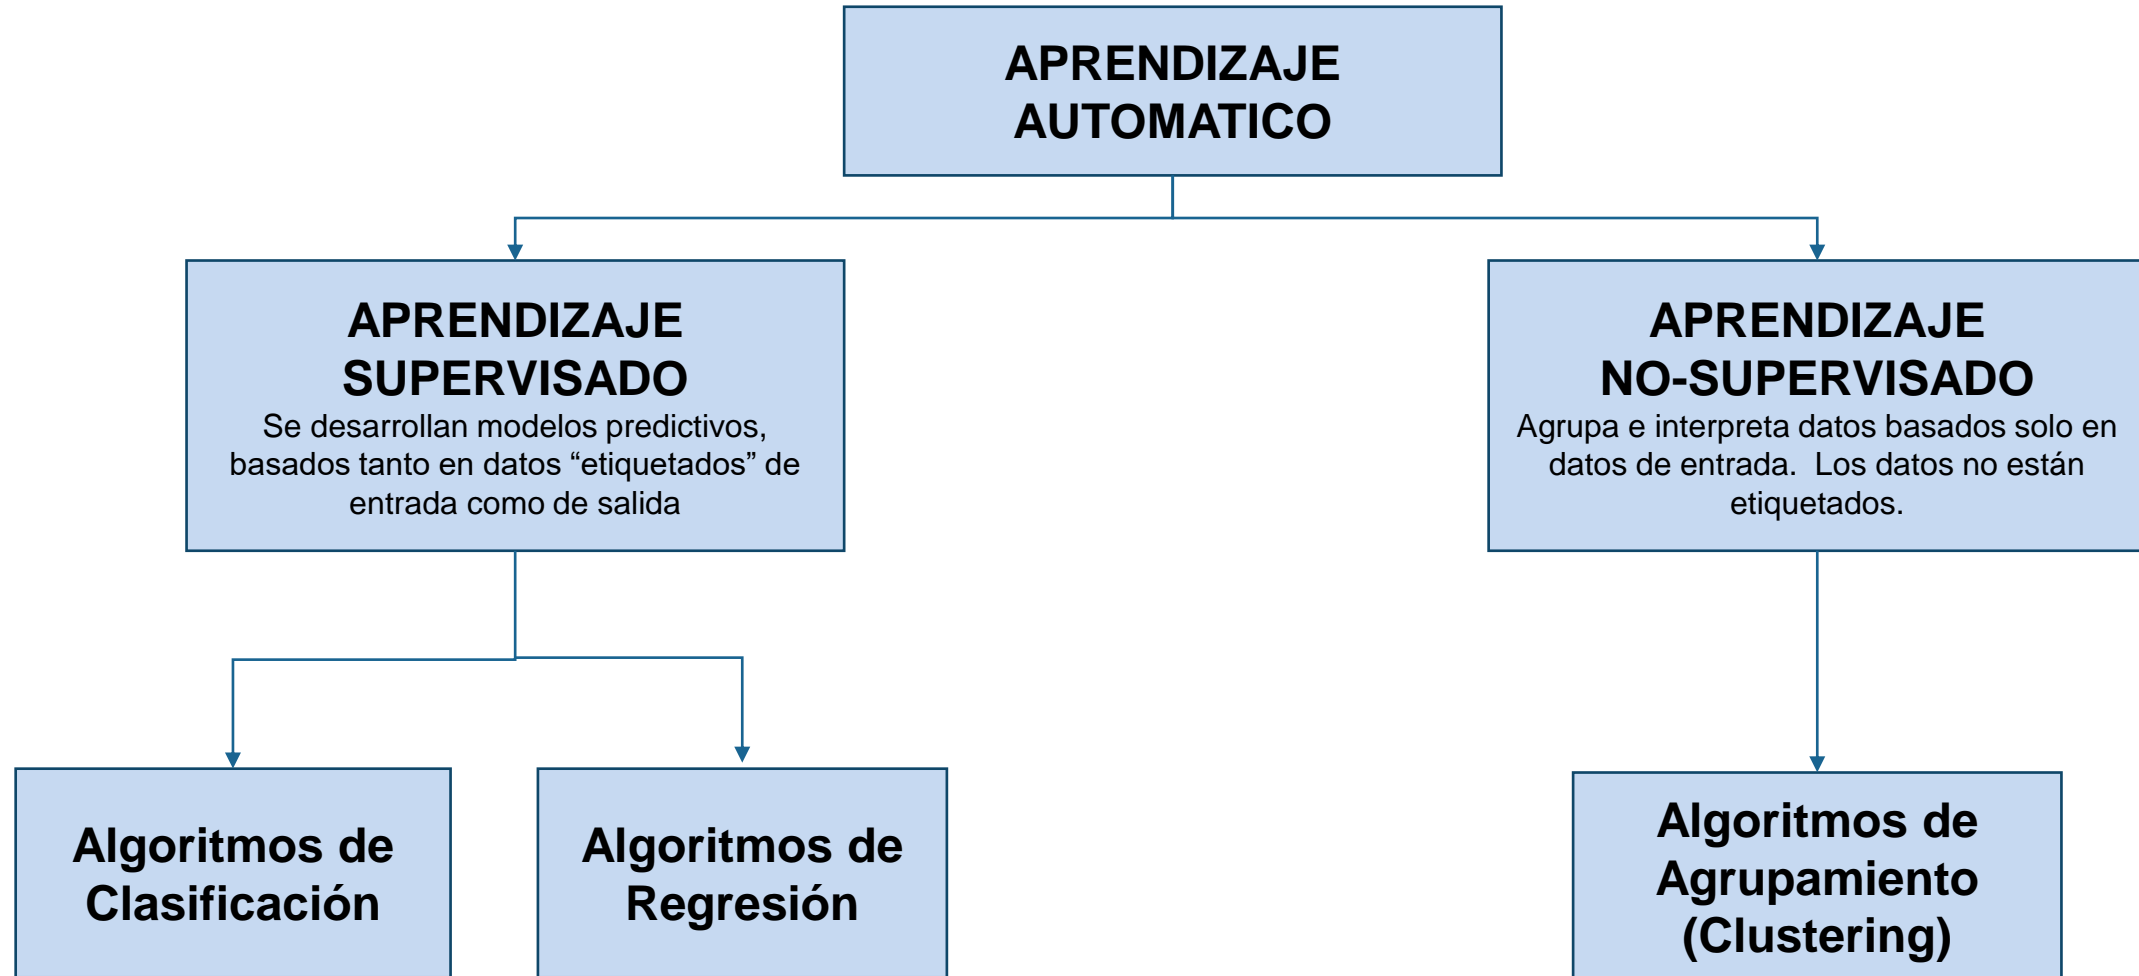 APRENDIZAJE
AUTOMATICO
APRENDIZAJE
SUPERVISADO
Se desarrollan modelos predictivos,
basados tanto en datos “etiquetados” de
entrada como de salida
APRENDIZAJE
NO-SUPERVISADO
Agrupa e interpreta datos basados solo en
datos de entrada.  Los datos no están
etiquetados.
Algoritmos de
Clasificación
Algoritmos de
Regresión
Algoritmos de
Agrupamiento
(Clustering)